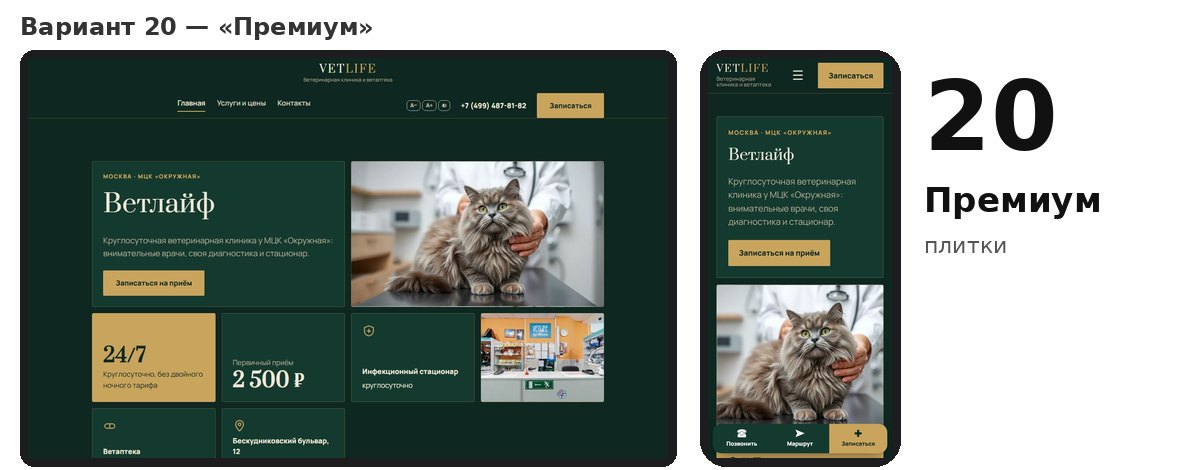 Вариант 20 — «Премиум»
VETLIFE
Ветеринарная клиника и ветаптека
Главная Услуги и цены Контакты
A− A+
+7 (499) 487-81-82
Записаться
МОСКВА · МЦК «ОКРУЖНАЯ»
Ветлайф
Круглосуточная ветеринарная клиника у МЦК «Окружная»:
внимательные врачи, своя диагностика и стационар.
Записаться на приём
24/7
Круглосуточно, без двойного
ночного тарифа
Первичный приём
2 500 ₽
Инфекционный стационар
круглосуточно
Ветаптека
Бескудниковский бульвар,
12
VETLIFE
Ветеринарная
клиника и ветаптека
Записаться
МОСКВА · МЦК «ОКРУЖНАЯ»
Ветлайф
Круглосуточная ветеринарная
клиника у МЦК «Окружная»:
внимательные врачи, своя
диагностика и стационар.
Записаться на приём
Позвонить
Маршрут
Записаться
20
Премиум
плитки